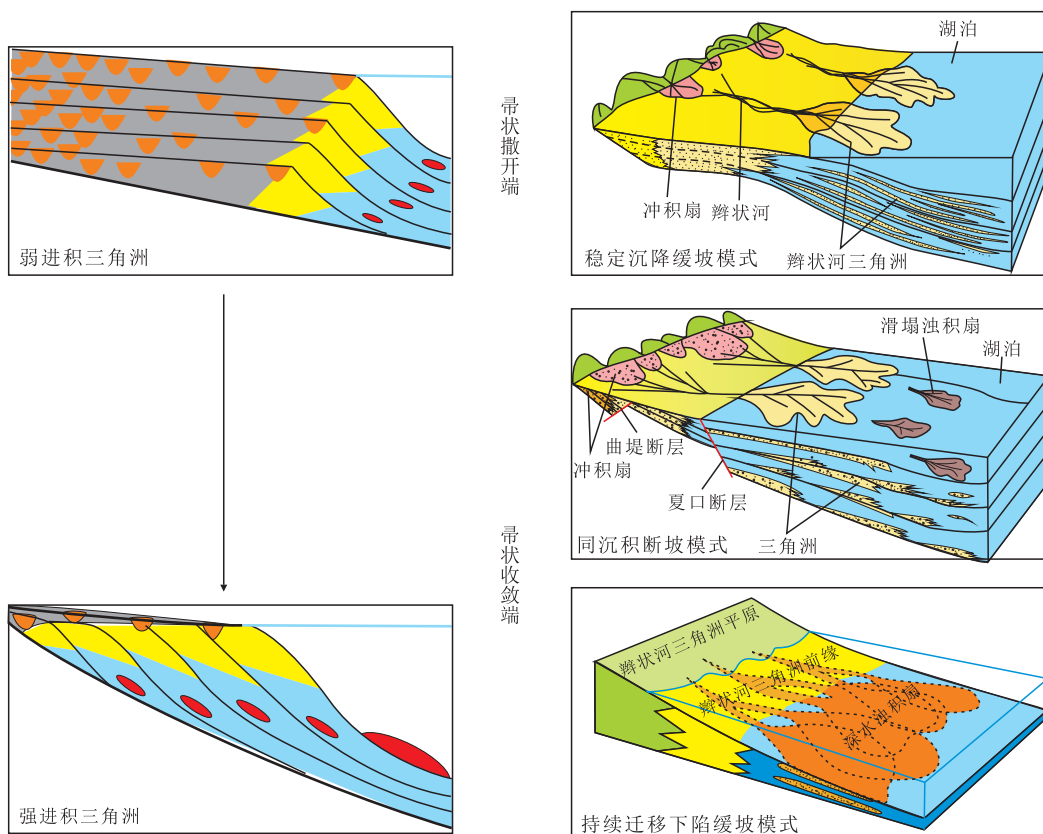 弱进积三角洲
强进积三角洲
帚状撒开端
帚状收敛端
湖泊
冲积扇
辫状河
辫状河三角洲
稳定沉降缓坡模式
滑塌浊积扇
湖泊
曲堤断层
冲积扇
夏口断层
三角洲
同沉积断坡模式
辫状河三角洲平原
辫状河三角洲前缘
深水浊积扇
持续迁移下陷缓坡模式